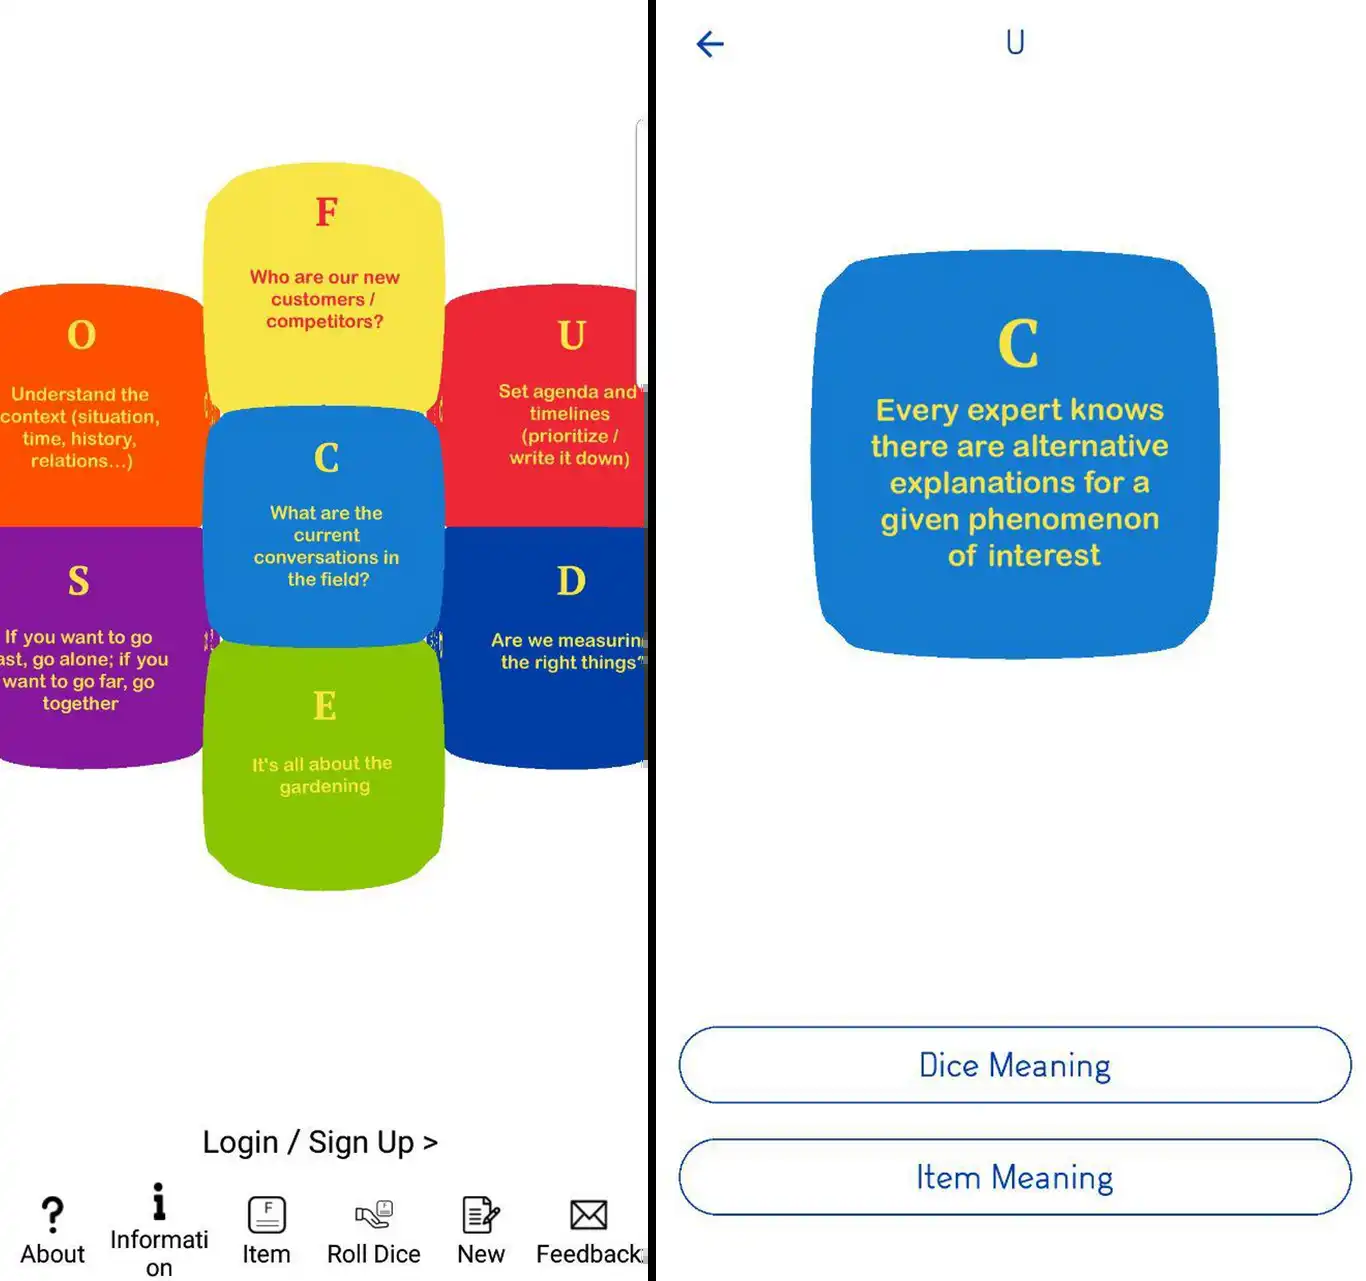 F
Who are our new
customers /
competitors?
O
Understand the
context (situation,
time, history,
relations...)
U
Set agenda and
timelines
(prioritize /
write it down)
C
What are the
current
conversations in
the field?
S
If you want to go
ast, go alone; if you
want to go far, go
together
D
Are we measurin
the right things"
E
It's all about the
gardening
Login / Sign Up >
About
Informati
on
Item
Roll Dice
New
Feedback
U
C
Every expert knows
there are alternative
explanations for a
given phenomenon
of interest
Dice Meaning
Item Meaning